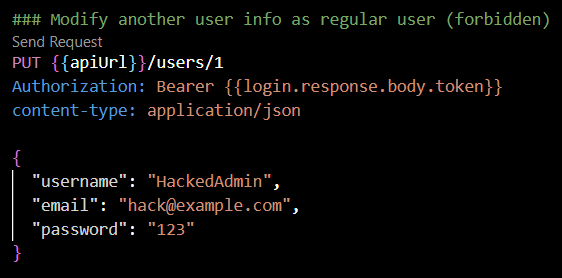 ### Modify another user info as regular user (forbidden)
Send Request
PUT {{apiUrl}}/users/1
Authorization: Bearer {{login.response.body.token}}
content-type: application/json
{
"username": "HackedAdmin",
"email": "hack@example.com",
"password": "123"
}